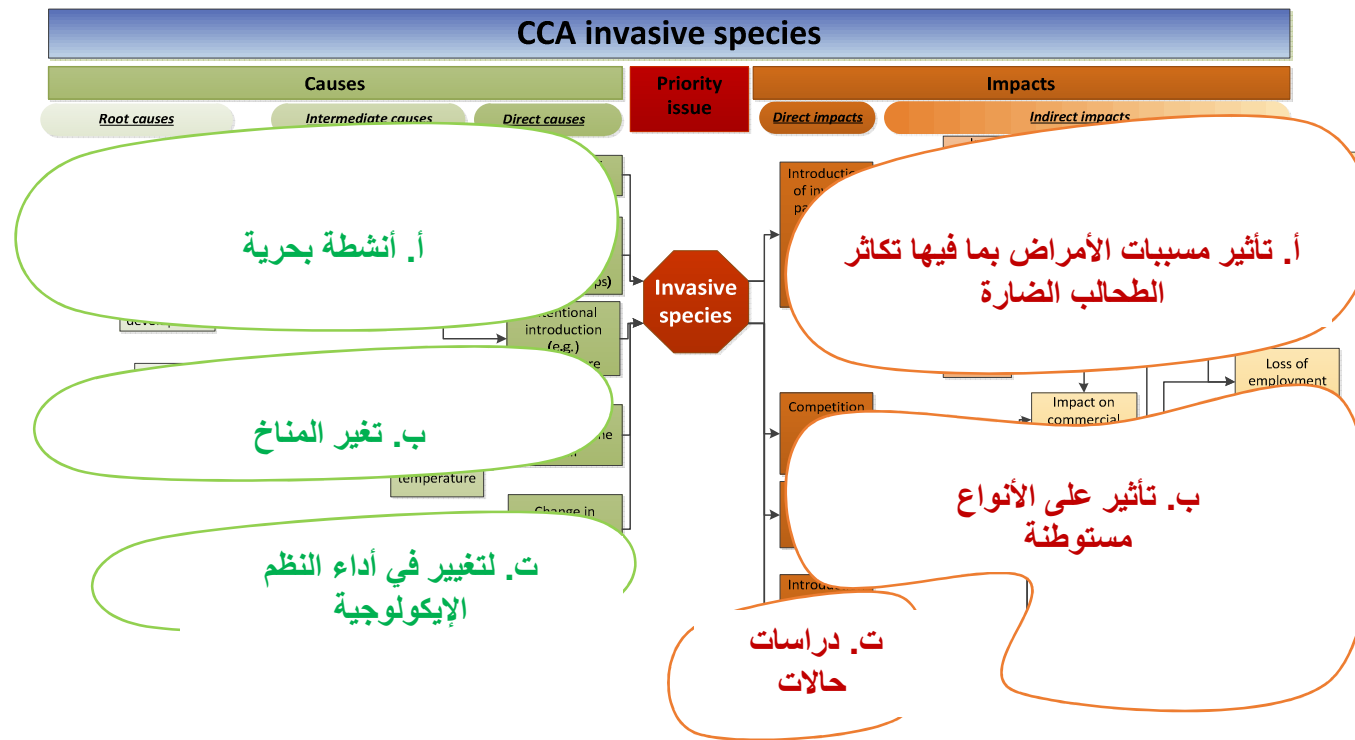 CCA invasive species
Causes
Priority
issue
Impacts
Root causes
Intermediate causes
Direct causes
Direct impacts
Indirect impacts
أ. أنشطة بحرية
introduction
(e.g.)
ب. تغير المناخ
temperature
Change in
ت. لتغيير في أداء النظم
الإيكولوجية
Invasive
species
أ. تأثير مسببات الأمراض بما فيها تكاثر
الطحالب الضارة
Loss of
employment
Impact on
commercial
Competition
ب. تأثير على الأنواع
مستوطنة
ت. دراسات
حالات